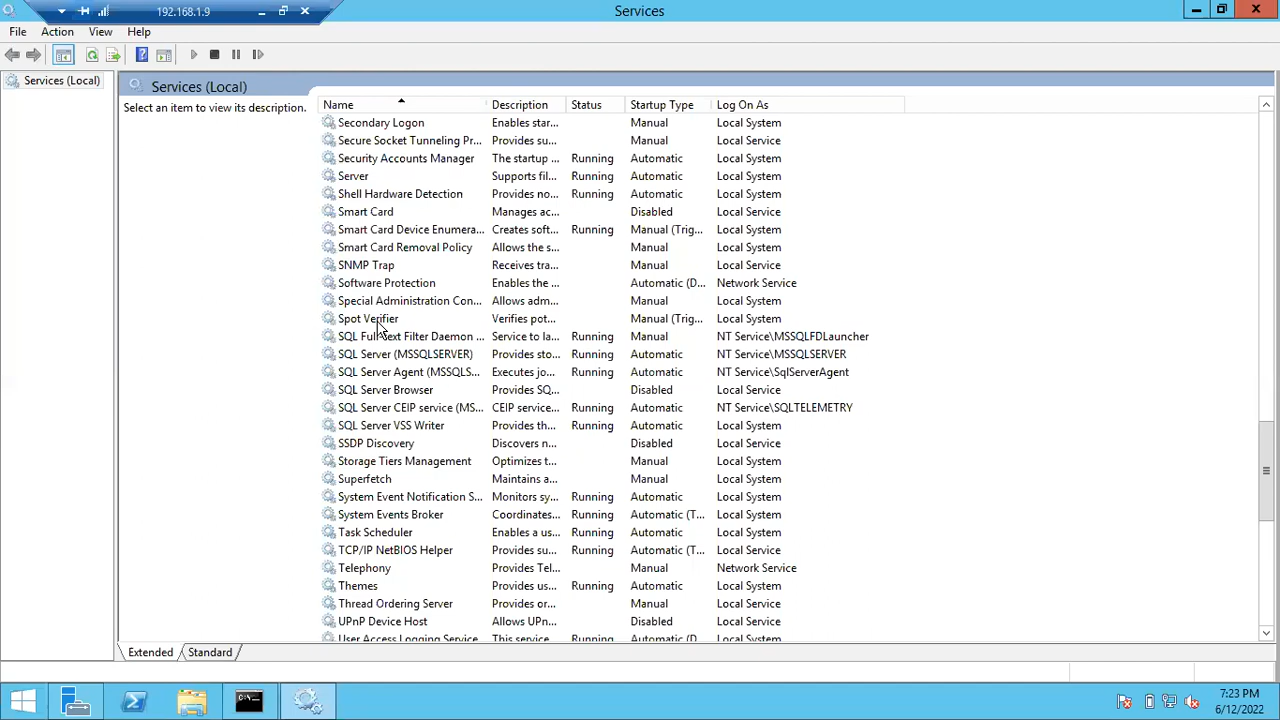 192.168.1.9
Services
File Action View Help
Services (Local)
Services (Local)
Select an item to view its description.
Name Description Status Startup Type Log On As
Secondary Logon Enables star... Manual Local System
Secure Socket Tunneling Pr... Provides su... Manual Local Service
Security Accounts Manager The startup ... Running Automatic Local System
Server Supports fil... Running Automatic Local System
Shell Hardware Detection Provides no... Running Automatic Local System
Smart Card Manages ac... Disabled Local Service
Smart Card Device Enumera... Creates soft... Running Manual (Trig... Local System
Smart Card Removal Policy Allows the s... Manual Local System
SNMP Trap Receives tra... Manual Local Service
Software Protection Enables the ... Automatic (D... Network Service
Special Administration Con... Allows adm... Manual Local System
Spot Verifier Verifies pot... Manual (Trig... Local System
SQL Full-text Filter Daemon ... Service to la... Running Manual NT Service\MSSQLFDLauncher
SQL Server (MSSQLSERVER) Provides sto... Running Automatic NT Service\MSSQLSERVER
SQL Server Agent (MSSQLS... Executes jo... Running Automatic NT Service\SqlServerAgent
SQL Server Browser Provides SQ... Disabled Local Service
SQL Server CEIP service (MS... CEIP service... Running Automatic NT Service\SQLTELEMETRY
SQL Server VSS Writer Provides th... Running Automatic Local System
SSDP Discovery Discovers n... Disabled Local Service
Storage Tiers Management Optimizes t... Manual Local System
Superfetch Maintains a... Manual Local System
System Event Notification S... Monitors sy... Running Automatic Local System
System Events Broker Coordinates... Running Automatic (T... Local System
Task Scheduler Enables a us... Running Automatic Local System
TCP/IP NetBIOS Helper Provides su... Running Automatic (T... Local Service
Telephony Provides Tel... Manual Network Service
Themes Provides us... Running Automatic Local System
Thread Ordering Server Provides or... Manual Local Service
UPnP Device Host Allows UPn... Disabled Local Service
User Access Logging Service This service ... Running Automatic (D... Local System
Extended Standard
7:23 PM
6/12/2022